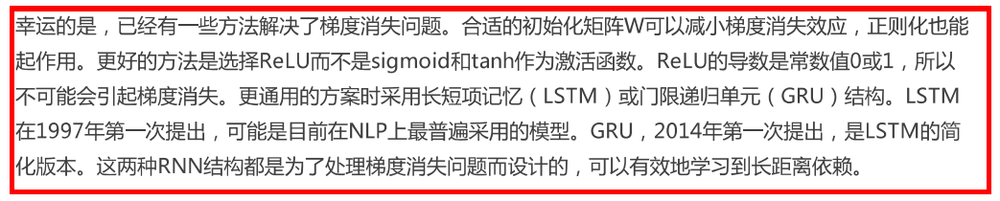 幸运的是，已经有一些方法解决了梯度消失问题。合适的初始化矩阵W可以减小梯度消失效应，正则化也能
起作用。更好的方法是选择ReLU而不是sigmoid和tanh作为激活函数。ReLU的导数是常数值0或1，所以
不可能会引起梯度消失。更通用的方案时采用长短项记忆（LSTM）或门限递归单元（GRU）结构。LSTM
在1997年第一次提出，可能是目前在NLP上最普遍采用的模型。GRU，2014年第一次提出，是LSTM的简
化版本。这两种RNN结构都是为了处理梯度消失问题而设计的，可以有效地学习到长距离依赖。